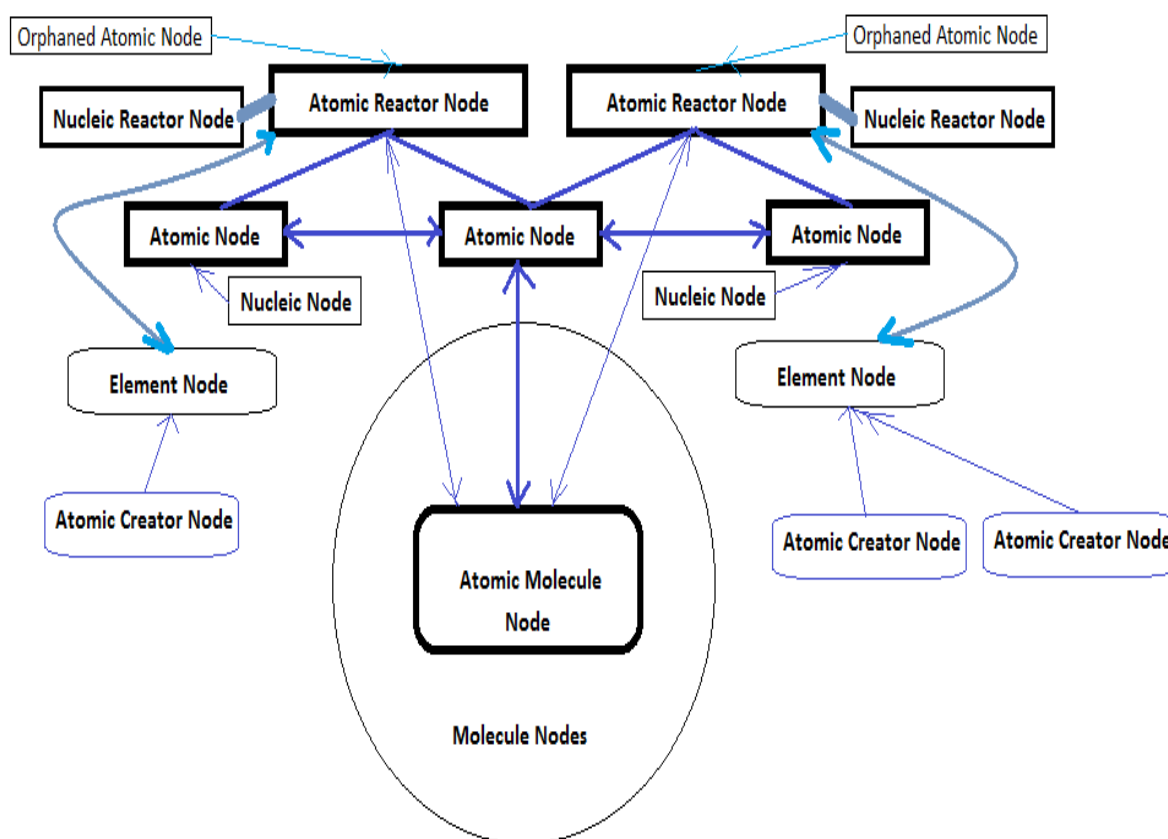 Orphaned Atomic Node
Orphaned Atomic Node
Atomic Reactor Node
Atomic Reactor Node
Nucleic Reactor Node
Nucleic Reactor Node
Atomic Node
Atomic Node
Atomic Node
Nucleic Node
Nucleic Node
Element Node
Element Node
Atomic Creator Node
Atomic Creator Node
Atomic Creator Node
Atomic Molecule
Node
Molecule Nodes